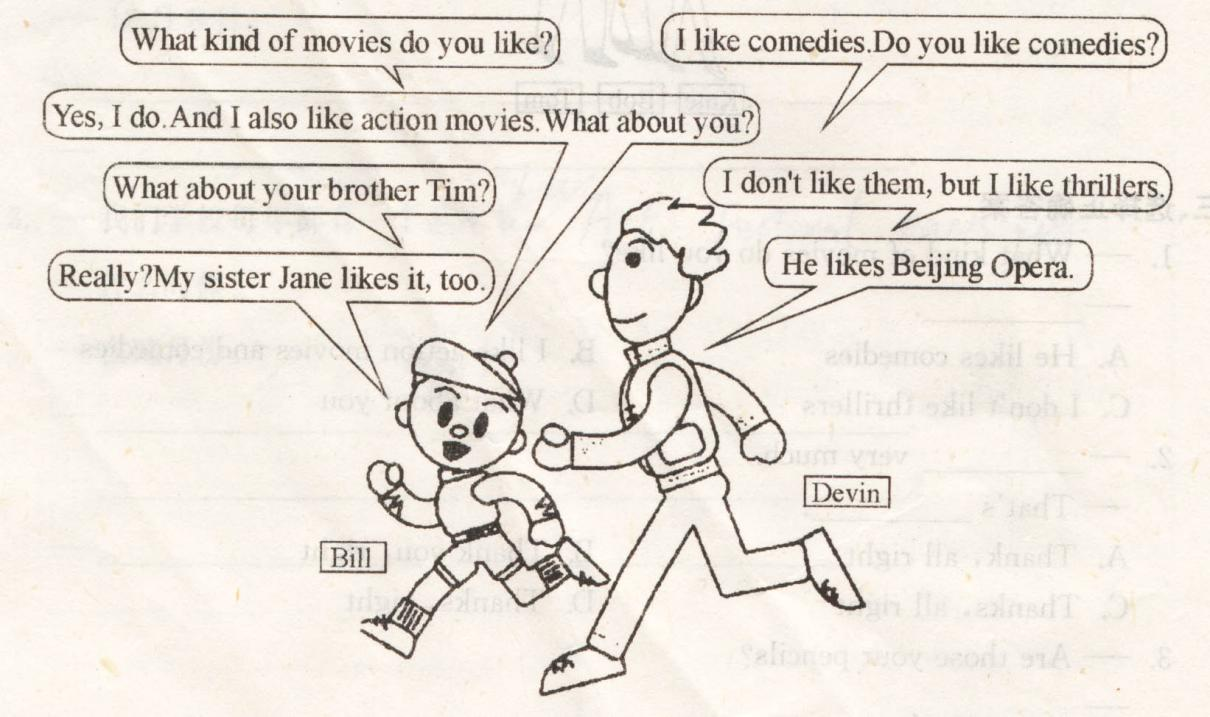 What kind of movies do you like?
I like comedies.Do you like comedies?
Yes, I do.And I also like action movies.What about you?
I don't like them, but I like thrillers.
What about your brother Tim?
He likes Beijing Opera.
Really?My sister Jane likes it, too.
Bill
Devin